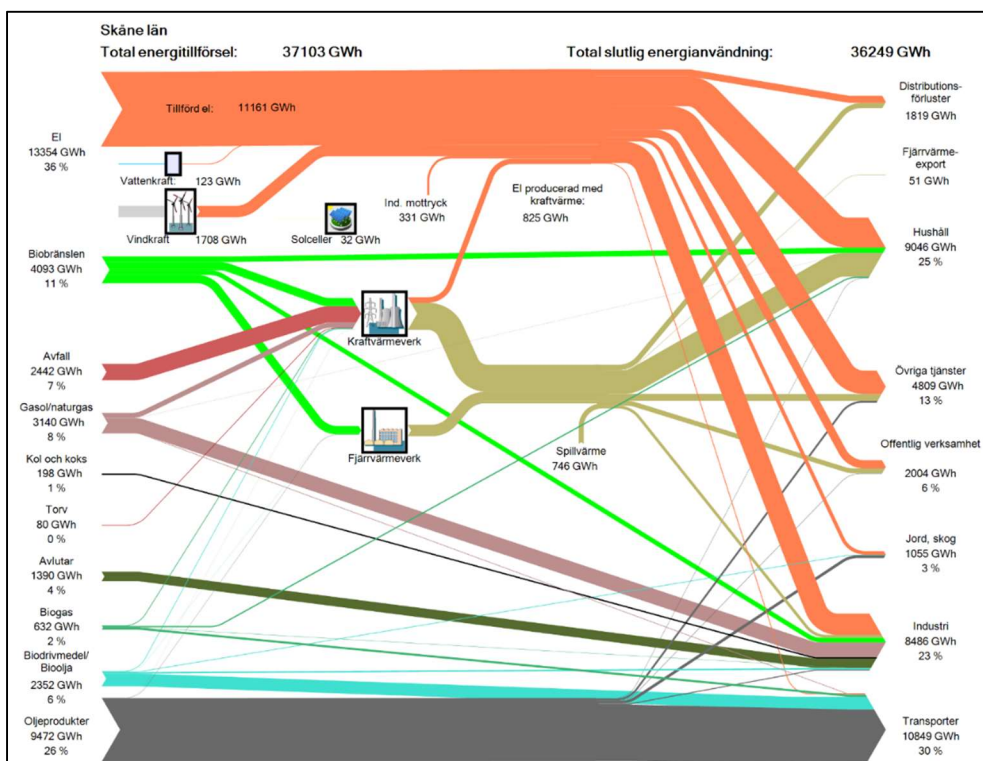 Skåne län
Total energitillförsel: 37103 GWh
Total slutlig energianvändning: 36249 GWh
Tillförd el: 11161 GWh
El
13354 GWh
36 %
Vattenkraft: 123 GWh
Vindkraft 1708 GWh
Solceller 32 GWh
Ind. mottryck
331 GWh
El producerad med
kraftvärme:
825 GWh
Biobränslen
4093 GWh
11 %
Kraftvärmeverk
Avfall
2442 GWh
7 %
Gasol/naturgas
3140 GWh
8 %
Fjärrvärmeverk
Spillvärme
746 GWh
Kol och koks
198 GWh
1 %
Torv
80 GWh
0 %
Avlutar
1390 GWh
4 %
Biogas
632 GWh
2 %
Biodrivmedel/
Bioolja
2352 GWh
6 %
Oljeprodukter
9472 GWh
26 %
Distributions-
förluster
1819 GWh
Fjärrvärme-
export
51 GWh
Hushåll
9046 GWh
25 %
Övriga tjänster
4809 GWh
13 %
Offentlig verksamhet
2004 GWh
6 %
Jord, skog
1055 GWh
3 %
Industri
8486 GWh
23 %
Transporter
10849 GWh
30 %